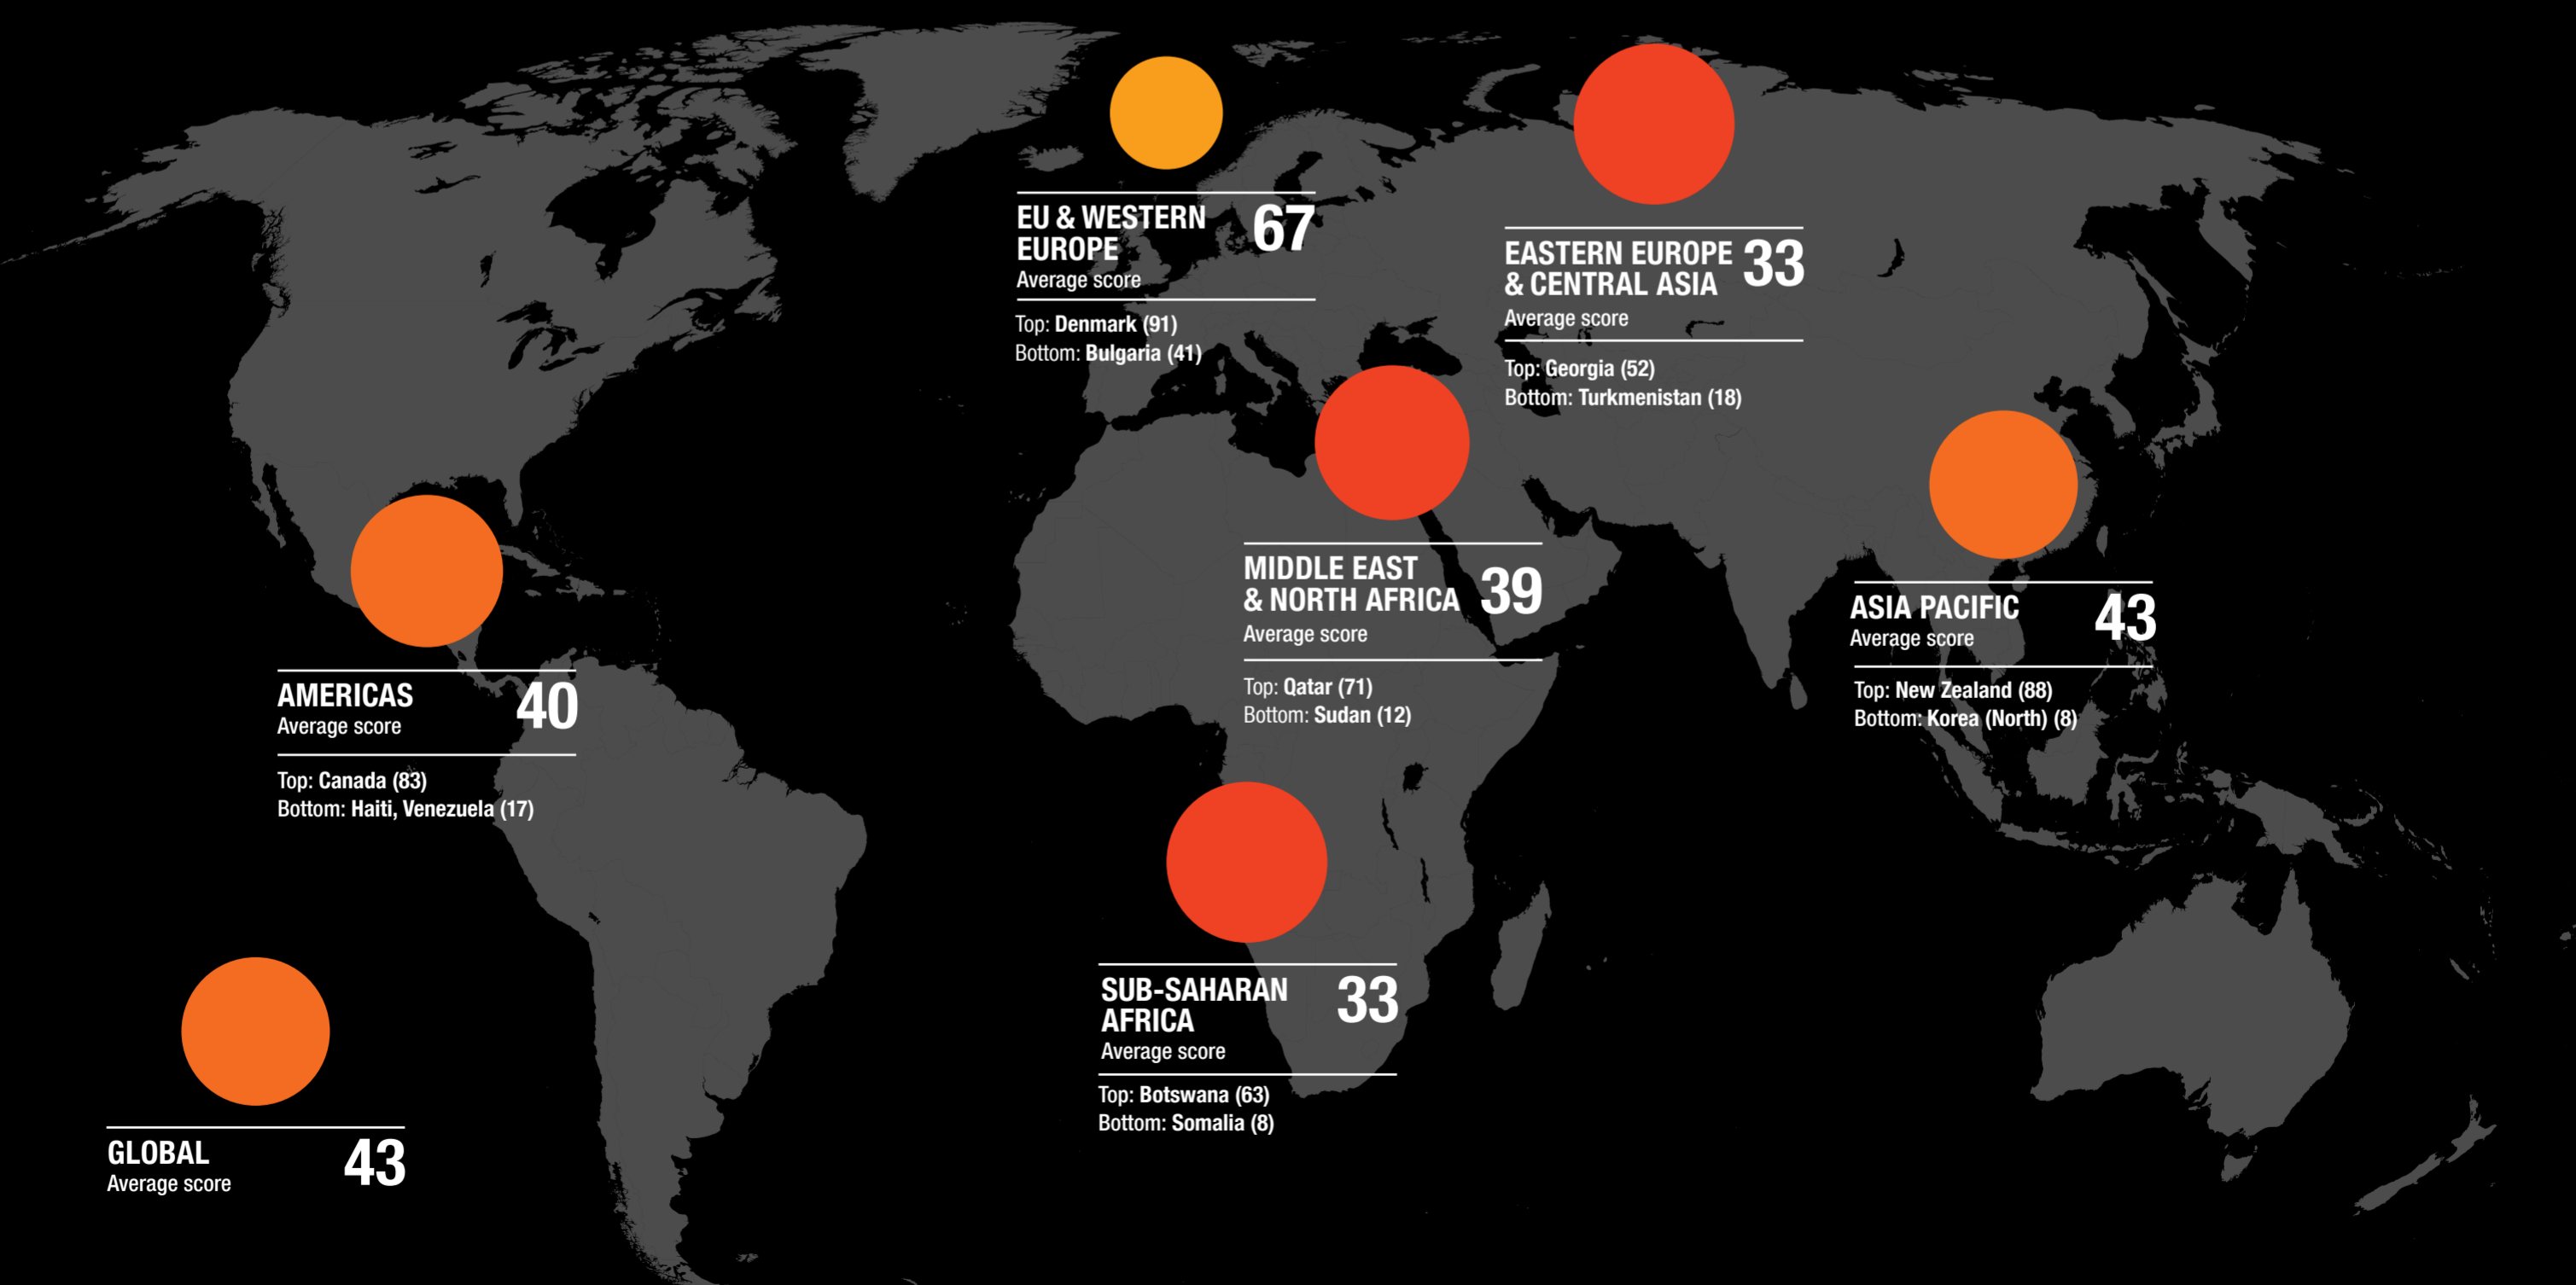 EU & WESTERN
EUROPE
67
Average score
Top: Denmark (91)
Bottom: Bulgaria (41)
EASTERN EUROPE
& CENTRAL ASIA
33
Average score
Top: Georgia (52)
Bottom: Turkmenistan (18)
MIDDLE EAST
& NORTH AFRICA
39
Average score
Top: Qatar (71)
Bottom: Sudan (12)
ASIA PACIFIC
43
Average score
Top: New Zealand (88)
Bottom: Korea (North) (8)
AMERICAS
40
Average score
Top: Canada (83)
Bottom: Haiti, Venezuela (17)
SUB-SAHARAN
AFRICA
33
Average score
Top: Botswana (63)
Bottom: Somalia (8)
GLOBAL
43
Average score